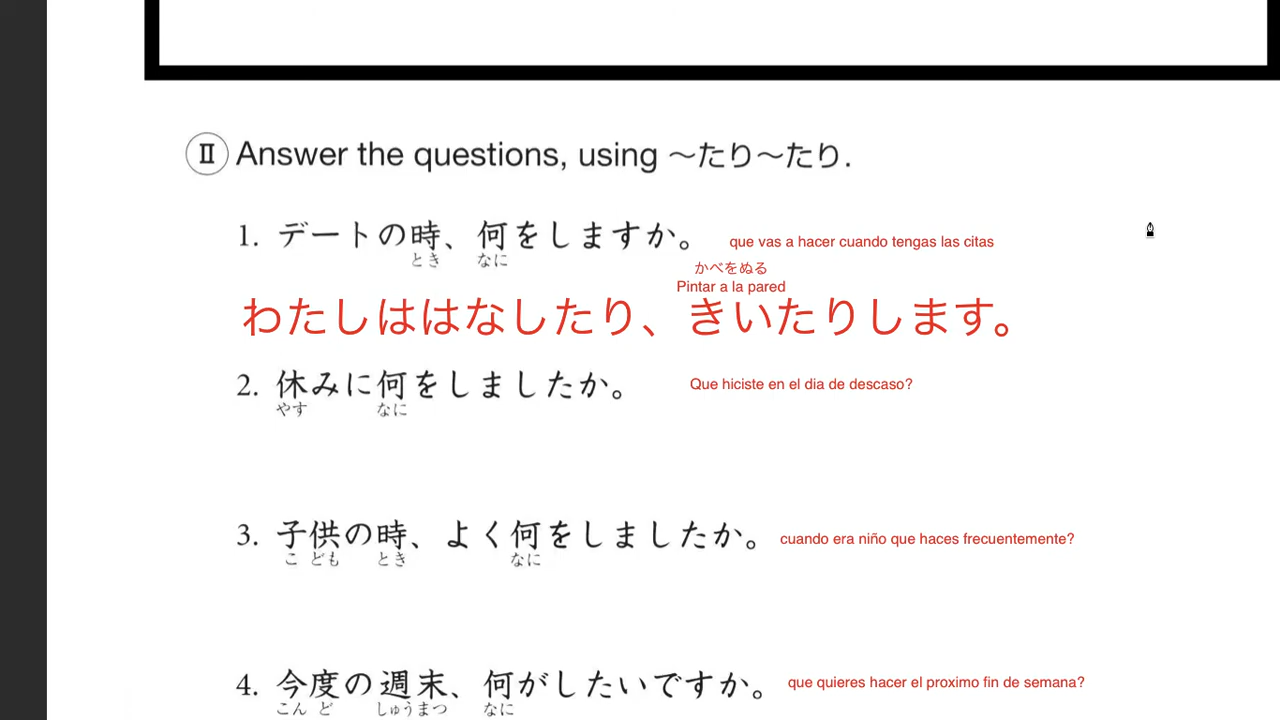 II Answer the questions, using ～たり～たり.
1. デートの時、何をしますか。 que vas a hacer cuando tengas las citas
とき なに
かべをぬる
Pintar a la pared
わたしははなしたり、きいたりします。
2. 休みに何をしましたか。 Que hiciste en el dia de descaso?
やす なに
3. 子供の時、よく何をしましたか。 cuando era niño que haces frecuentemente?
こ ども とき なに
4. 今度の週末、何がしたいですか。 que quieres hacer el proximo fin de semana?
こん ど しゅうまつ なに